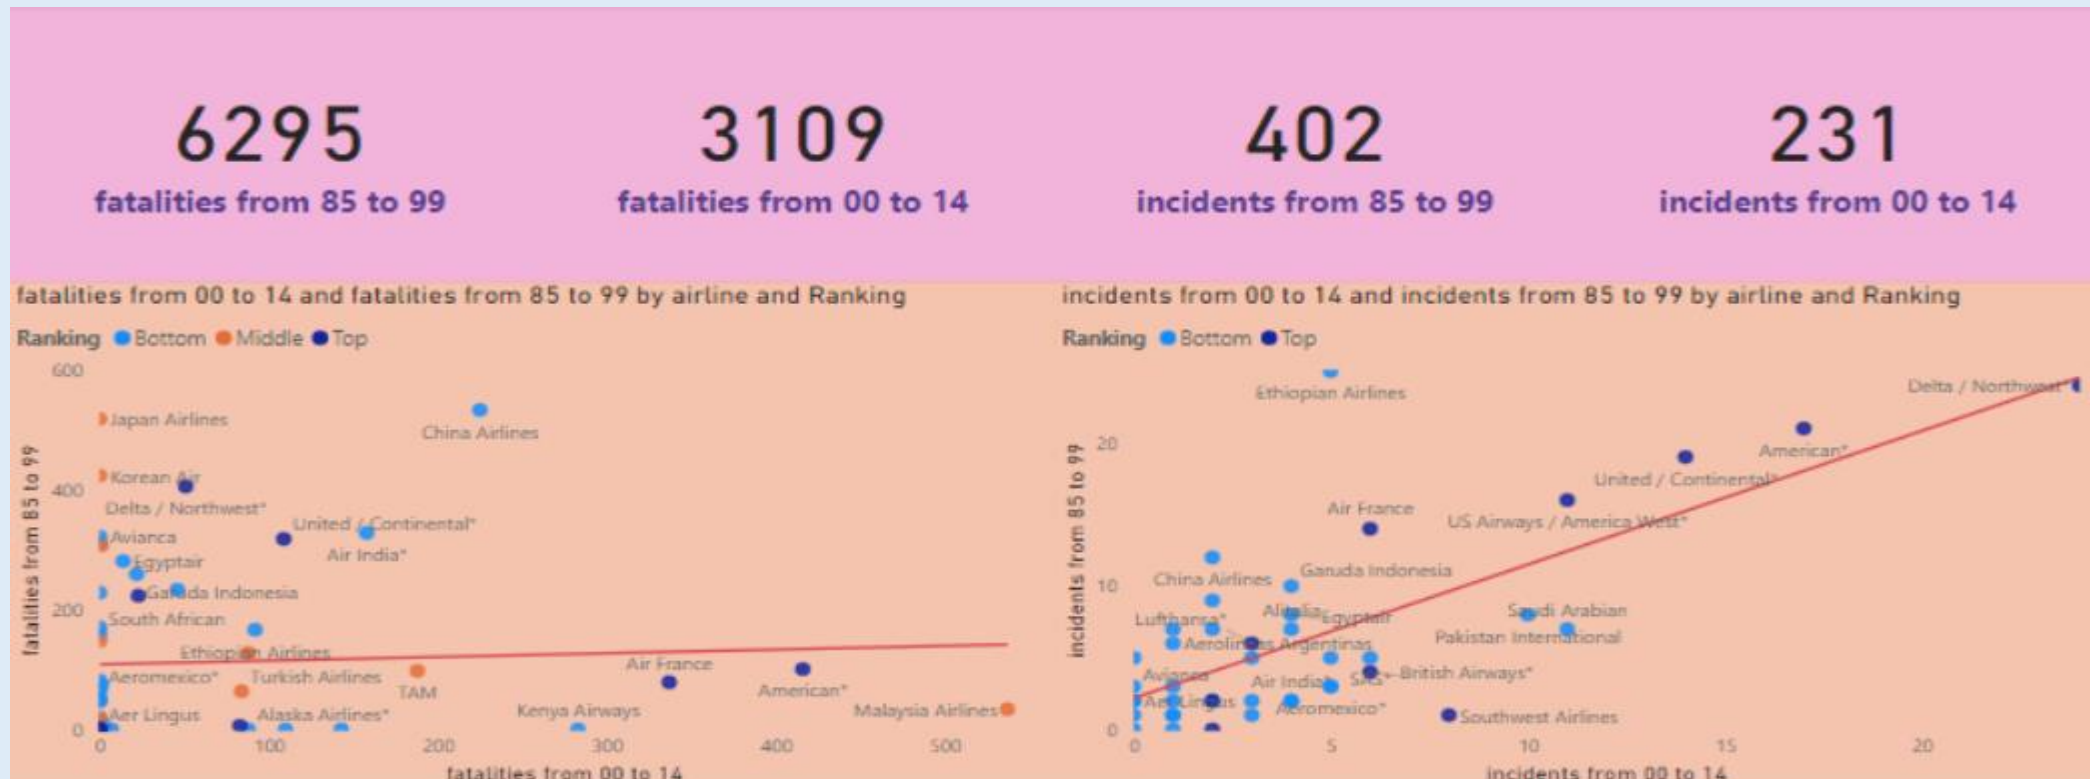 6295
fatalities from 85 to 99
3109
fatalities from 00 to 14
402
incidents from 85 to 99
231
incidents from 00 to 14
fatalities from 00 to 14 and fatalities from 85 to 99 by airline and Ranking
Ranking Bottom Middle Top
fatalities from 85 to 99
600
400
200
0
Japan Airlines
China Airlines
Korean Air
Delta / Northwest*
United / Continental*
Avianca
Air India*
Egyptair
Garuda Indonesia
South African
Ethiopian Airlines
Air France
Aeromexico*
Turkish Airlines
TAM
American*
Aer Lingus
Alaska Airlines*
Kenya Airways
Malaysia Airlines
0 100 200 300 400 500
fatalities from 00 to 14
incidents from 00 to 14 and incidents from 85 to 99 by airline and Ranking
Ranking Bottom Top
incidents from 85 to 99
20
10
0
Ethiopian Airlines
Delta / Northwest*
American*
United / Continental*
Air France
US Airways / America West*
China Airlines
Garuda Indonesia
Lufthansa*
Alitalia
Egyptair
Saudi Arabian
Pakistan International
Aerolineas Argentinas
Avianca
Air India*
SAS*
British Airways*
Aer Lingus
Aeromexico*
Southwest Airlines
0 5 10 15 20
incidents from 00 to 14